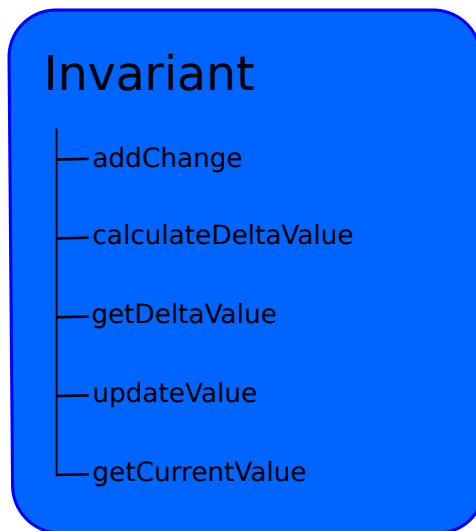 Invariant
addChange
calculateDeltaValue
getDeltaValue
updateValue
getCurrentValue